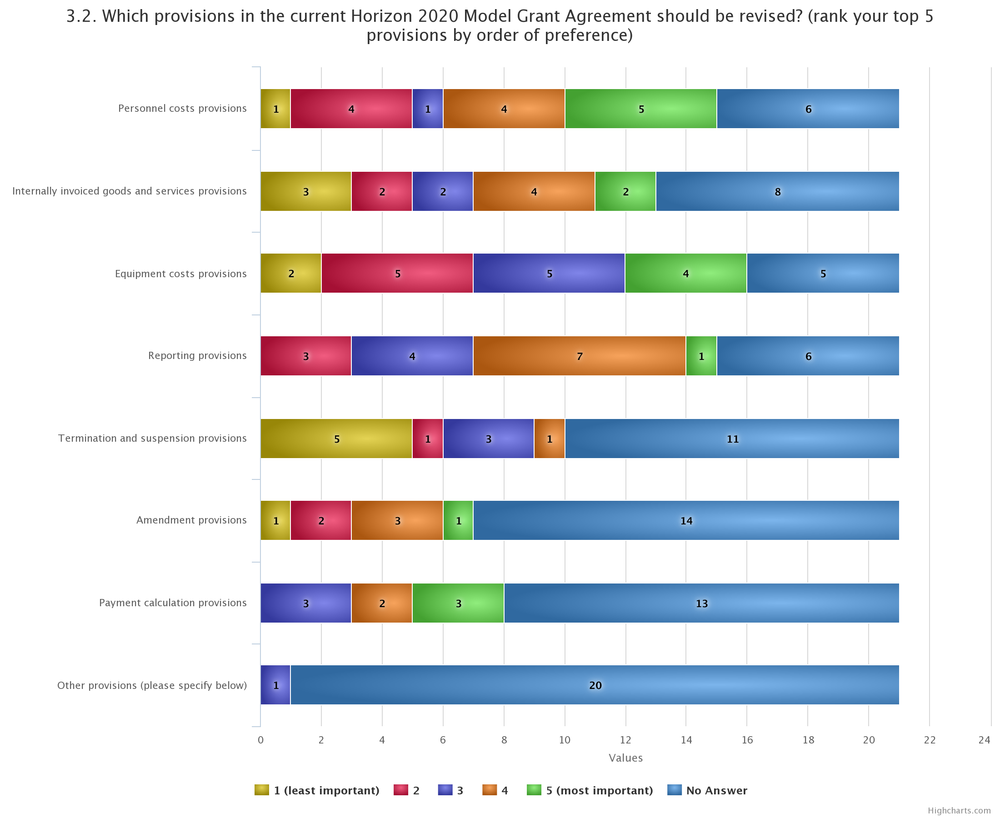 3.2. Which provisions in the current Horizon 2020 Model Grant Agreement should be revised? (rank your top 5
provisions by order of preference)
Personnel costs provisions
1 4 1 4 5 6
Internally invoiced goods and services provisions
3 2 2 4 2 8
Equipment costs provisions
2 5 5 4 5
Reporting provisions
3 4 7 1 6
Termination and suspension provisions
5 1 3 1 11
Amendment provisions
1 2 3 1 14
Payment calculation provisions
3 2 3 13
Other provisions (please specify below)
1 20
0 2 4 6 8 10 12 14 16 18 20 22 24
Values
1 (least important) 2 3 4 5 (most important) No Answer
Highcharts.com